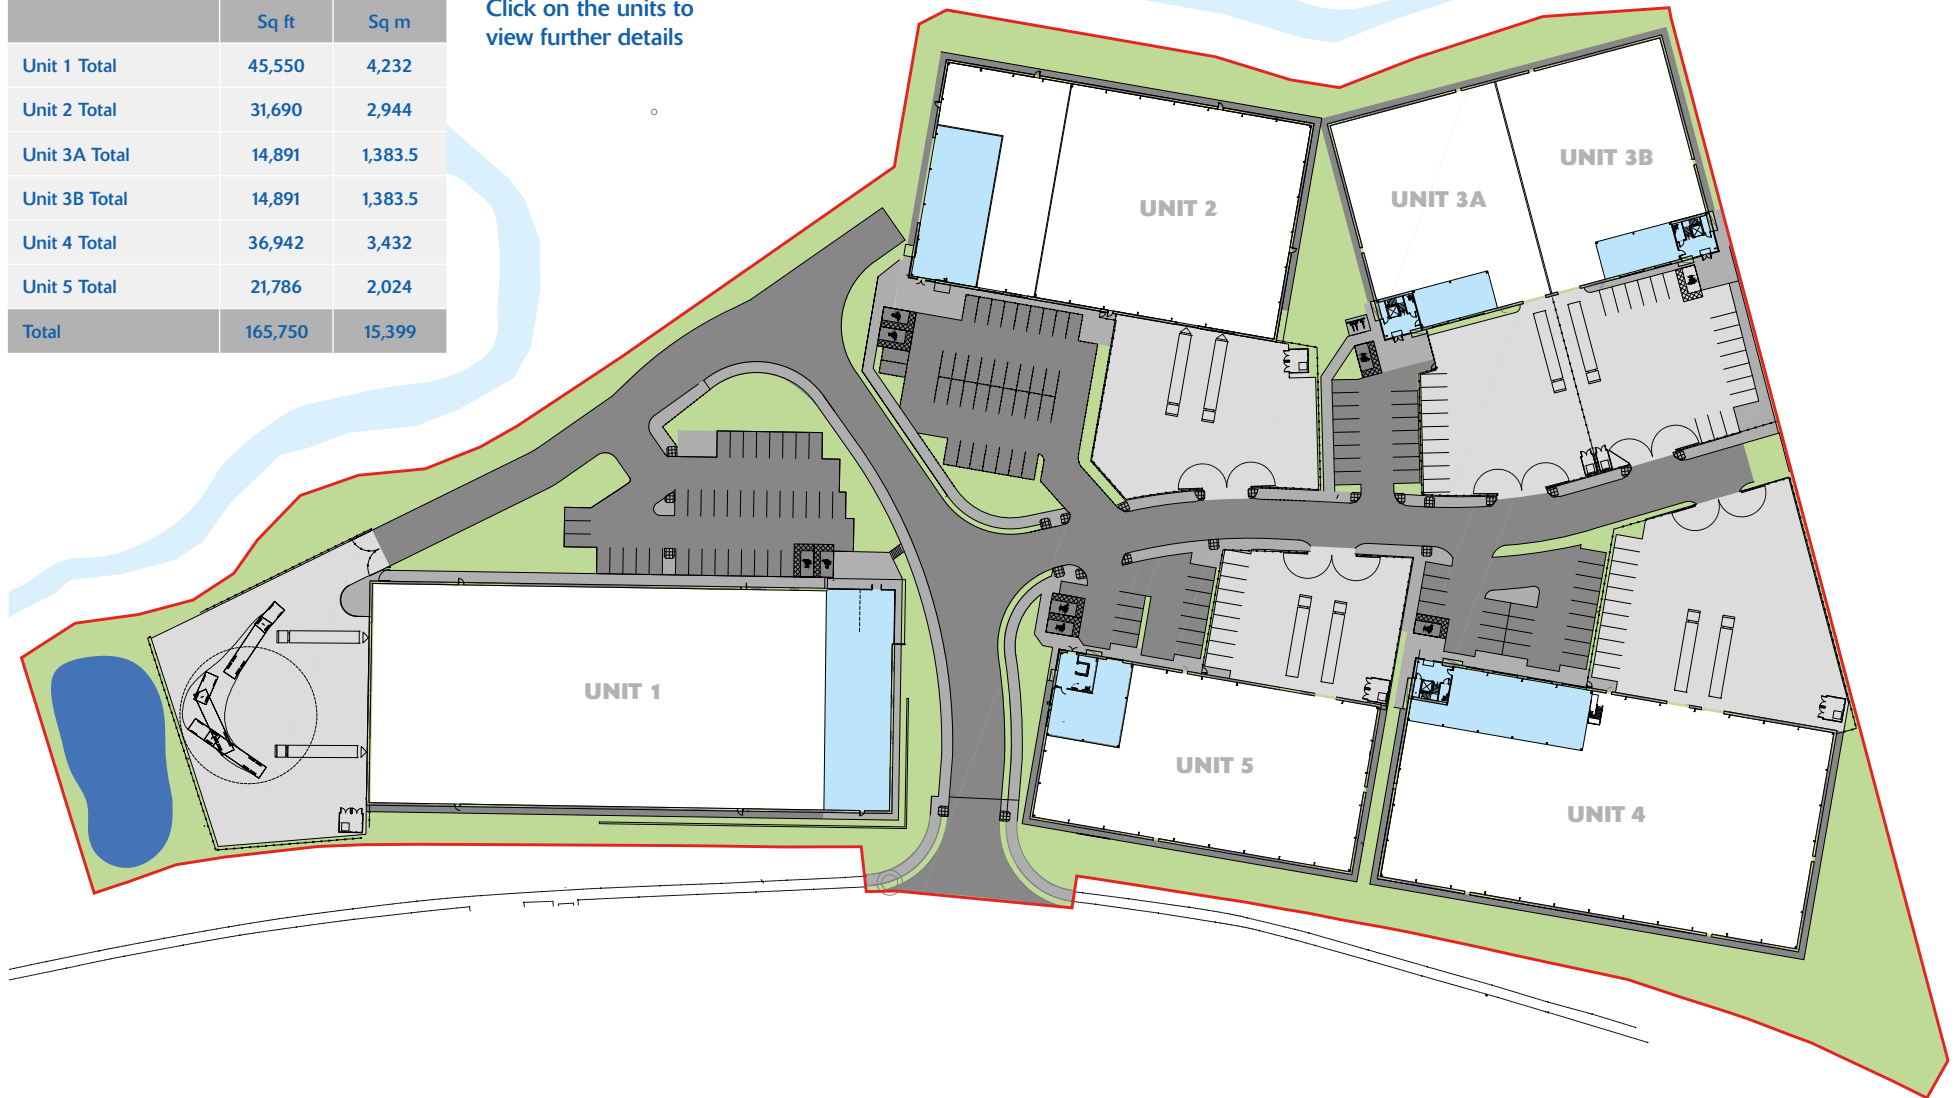 Sq ft Sq m
Unit 1 Total 45,550 4,232
Unit 2 Total 31,690 2,944
Unit 3A Total 14,891 1,383.5
Unit 3B Total 14,891 1,383.5
Unit 4 Total 36,942 3,432
Unit 5 Total 21,786 2,024
Total 165,750 15,399
Click on the units to
view further details
UNIT 2
UNIT 3A
UNIT 3B
UNIT 1
UNIT 5
UNIT 4